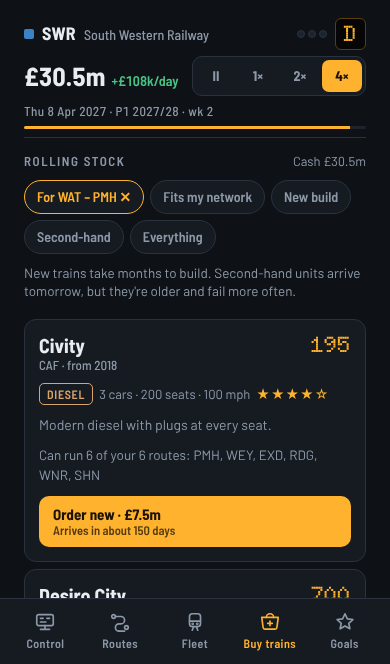 SWR South Western Railway D
£30.5m +£108k/day II 1× 2× 4×
Thu 8 Apr 2027 · P1 2027/28 · wk 2
ROLLING STOCK Cash £30.5m
For WAT – PMH ✕ Fits my network New build
Second-hand Everything
New trains take months to build. Second-hand units arrive
tomorrow, but they're older and fail more often.
Civity 195
CAF · from 2018
DIESEL 3 cars · 200 seats · 100 mph ★★★★☆
Modern diesel with plugs at every seat.
Can run 6 of your 6 routes: PMH, WEY, EXD, RDG,
WNR, SHN
Order new · £7.5m
Arrives in about 150 days
Desiro City 700
Control Routes Fleet Buy trains Goals